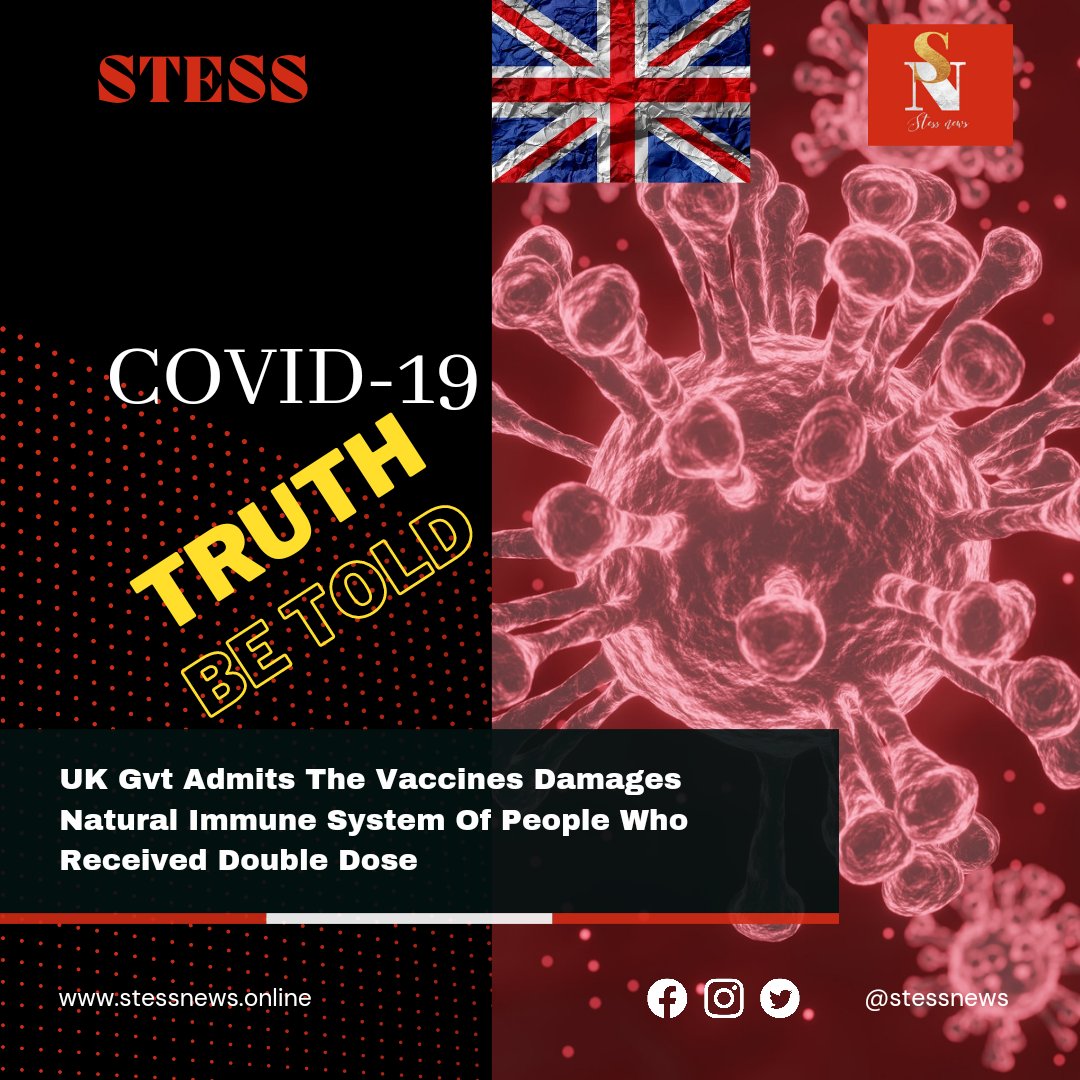 STESS
SN
Stess news
COVID-19
TRUTH
BE TOLD
UK Gvt Admits The Vaccines Damages
Natural Immune System Of People Who
Received Double Dose
www.stessnews.online
@stessnews